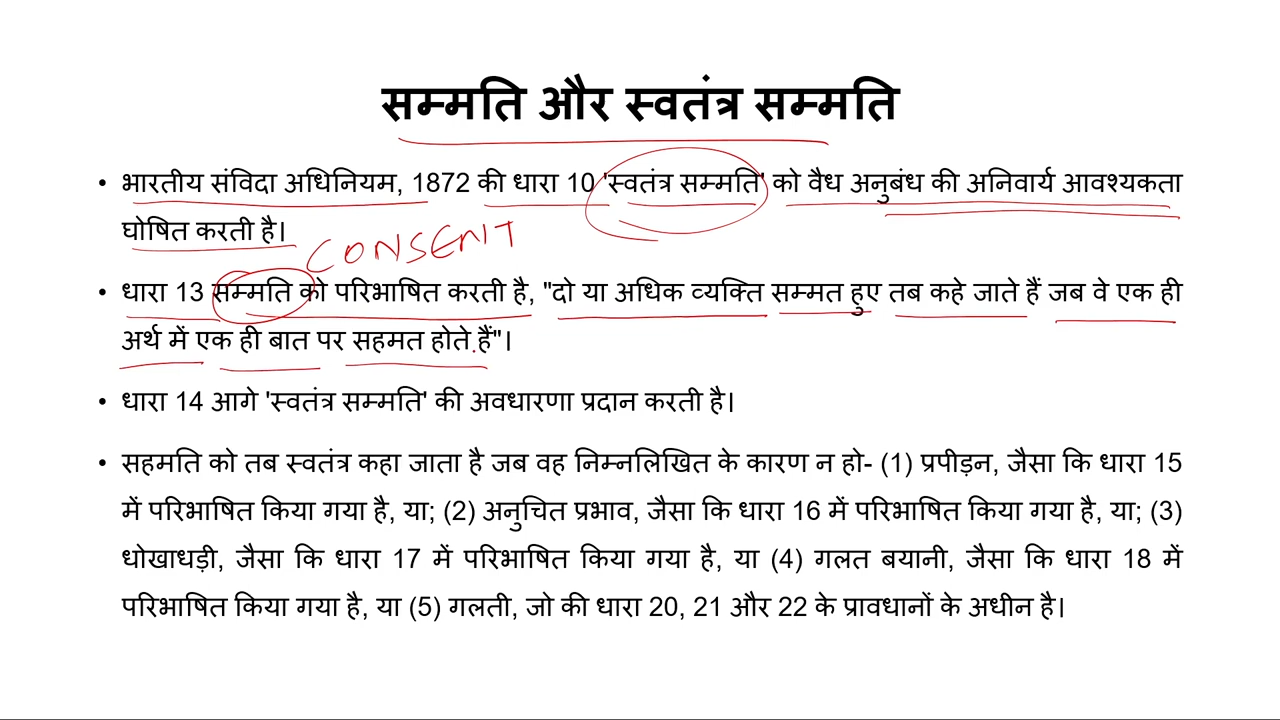 सम्मति और स्वतंत्र सम्मति
• भारतीय संविदा अधिनियम, 1872 की धारा 10 'स्वतंत्र सम्मति' को वैध अनुबंध की अनिवार्य आवश्यकता
घोषित करती है।
CONSENT
• धारा 13 सम्मति को परिभाषित करती है, "दो या अधिक व्यक्ति सम्मत हुए तब कहे जाते हैं जब वे एक ही
अर्थ में एक ही बात पर सहमत होते हैं"।
• धारा 14 आगे 'स्वतंत्र सम्मति' की अवधारणा प्रदान करती है।
• सहमति को तब स्वतंत्र कहा जाता है जब वह निम्नलिखित के कारण न हो- (1) प्रपीड़न, जैसा कि धारा 15
में परिभाषित किया गया है, या; (2) अनुचित प्रभाव, जैसा कि धारा 16 में परिभाषित किया गया है, या; (3)
धोखाधड़ी, जैसा कि धारा 17 में परिभाषित किया गया है, या (4) गलत बयानी, जैसा कि धारा 18 में
परिभाषित किया गया है, या (5) गलती, जो की धारा 20, 21 और 22 के प्रावधानों के अधीन है।